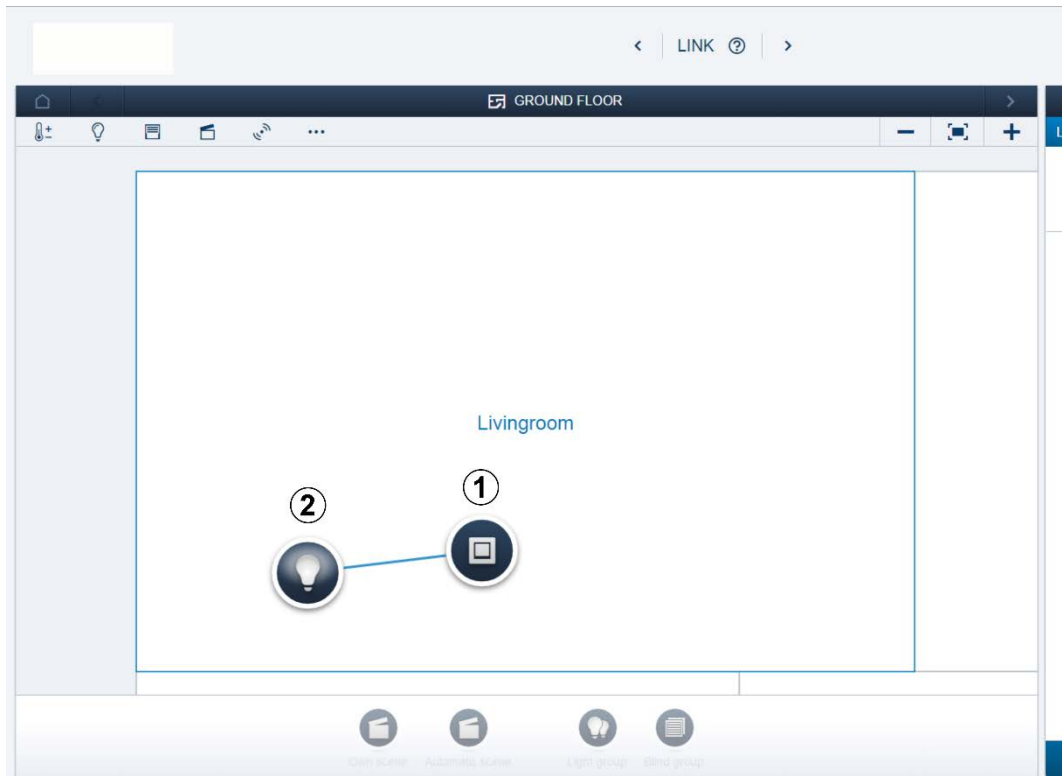 LINK ?
GROUND FLOOR
L
Livingroom
1
2
Own scene Automatic scene Light group Blind group